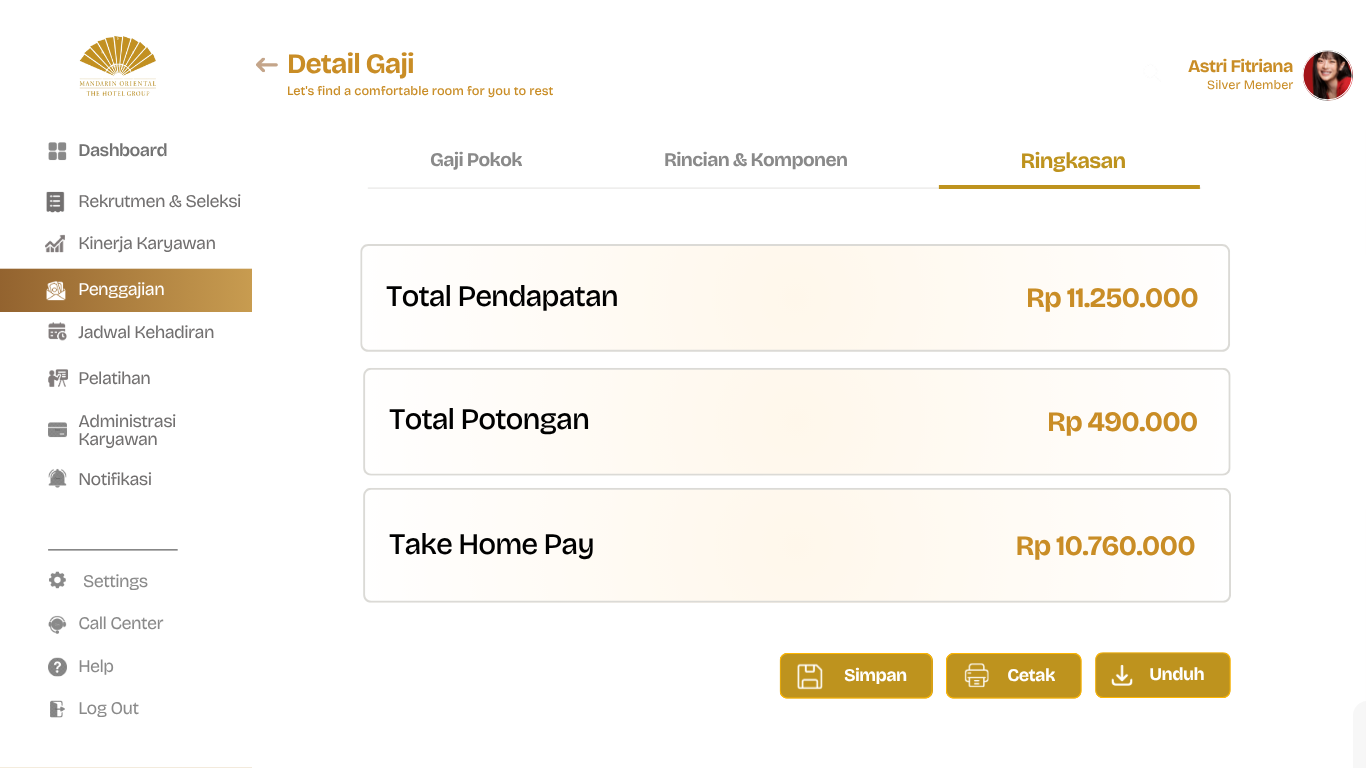 MANDARIN ORIENTAL
THE HOTEL GROUP
Detail Gaji
Let's find a comfortable room for you to rest
Astri Fitriana
Silver Member
Dashboard
Rekrutmen & Seleksi
Kinerja Karyawan
Penggajian
Jadwal Kehadiran
Pelatihan
Administrasi
Karyawan
Notifikasi
Settings
Call Center
Help
Log Out
Gaji Pokok
Rincian & Komponen
Ringkasan
Total Pendapatan
Rp 11.250.000
Total Potongan
Rp 490.000
Take Home Pay
Rp 10.760.000
Simpan
Cetak
Unduh